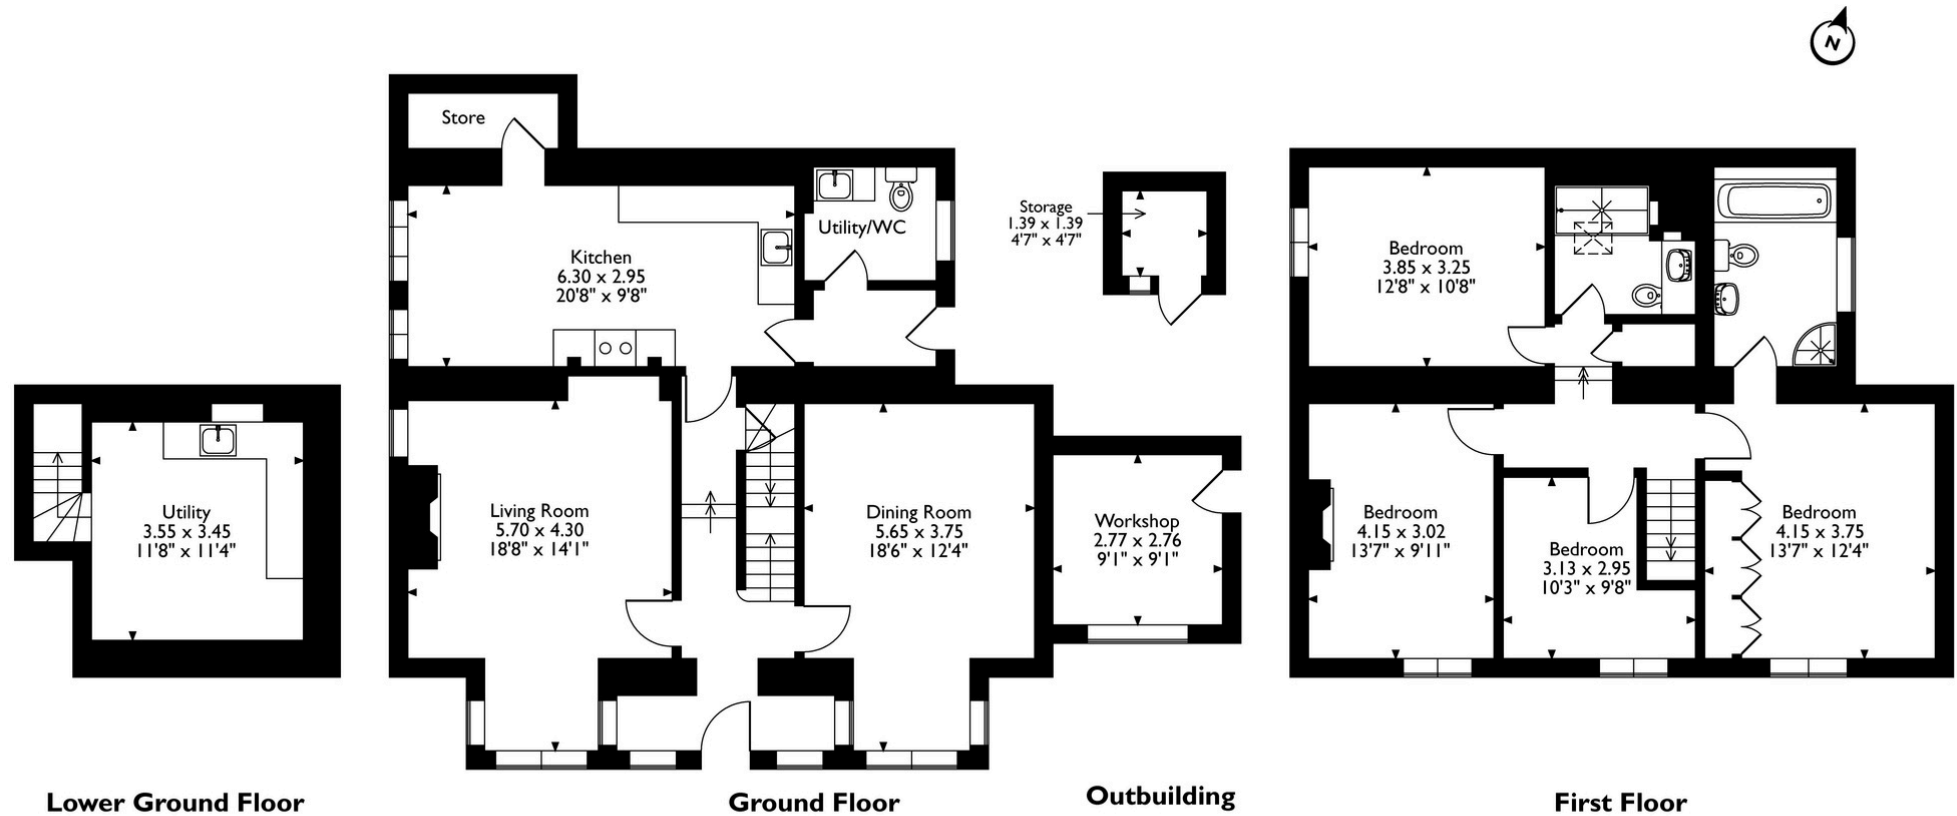 N
Store
Utility/WC
Kitchen
6.30 x 2.95
20'8" x 9'8"
Storage
1.39 x 1.39
4'7" x 4'7"
Bedroom
3.85 x 3.25
12'8" x 10'8"
Utility
3.55 x 3.45
11'8" x 11'4"
Living Room
5.70 x 4.30
18'8" x 14'1"
Dining Room
5.65 x 3.75
18'6" x 12'4"
Workshop
2.77 x 2.76
9'1" x 9'1"
Bedroom
4.15 x 3.02
13'7" x 9'11"
Bedroom
3.13 x 2.95
10'3" x 9'8"
Bedroom
4.15 x 3.75
13'7" x 12'4"
Lower Ground Floor
Ground Floor
Outbuilding
First Floor